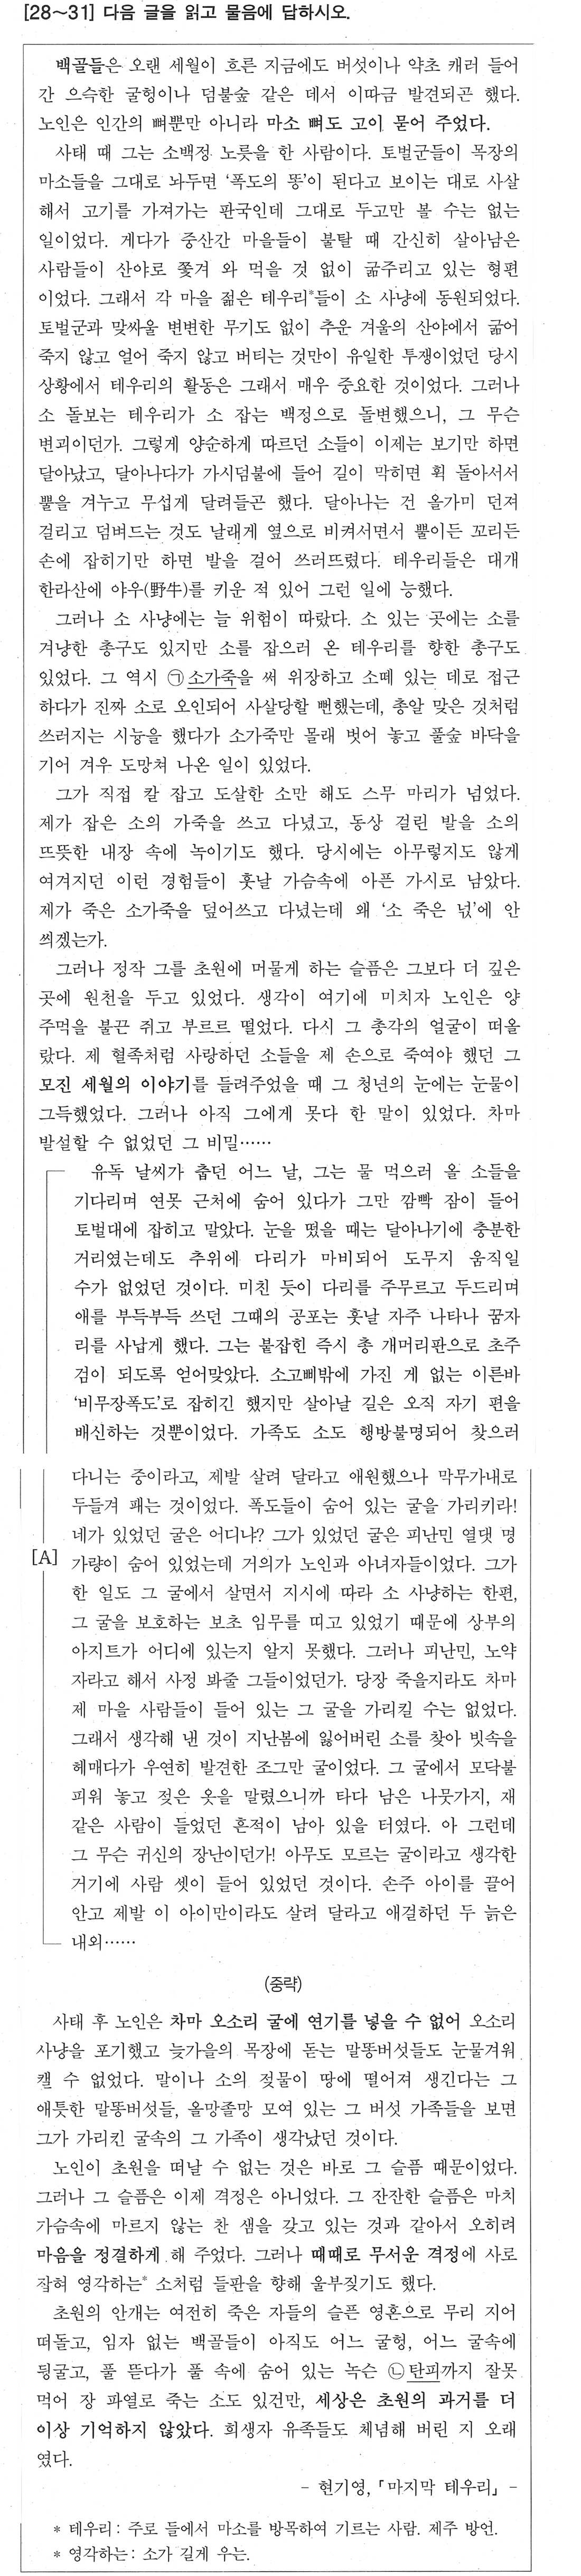 [28~31] 다음 글을 읽고 물음에 답하시오.
백골들은 오랜 세월이 흐른 지금에도 버섯이나 약초 캐러 들어
간 으슥한 굴헝이나 덤불숲 같은 데서 이따금 발견되곤 했다.
노인은 인간의 뼈뿐만 아니라 마소 뼈도 고이 묻어 주었다.
사태 때 그는 소백정 노릇을 한 사람이다. 토벌군들이 목장의
마소들을 그대로 놔두면 ‘폭도의 똥’이 된다고 보이는 대로 사살
해서 고기를 가져가는 판국인데 그대로 두고만 볼 수는 없는
일이었다. 게다가 중산간 마을들이 불탈 때 간신히 살아남은
사람들이 산야로 쫓겨 와 먹을 것 없이 굶주리고 있는 형편
이었다. 그래서 각 마을 젊은 테우리*들이 소 사냥에 동원되었다.
토벌군과 맞싸울 변변한 무기도 없이 추운 겨울의 산야에서 굶어
죽지 않고 얼어 죽지 않고 버티는 것만이 유일한 투쟁이었던 당시
상황에서 테우리의 활동은 그래서 매우 중요한 것이었다. 그러나
소 돌보는 테우리가 소 잡는 백정으로 돌변했으니, 그 무슨
변괴이던가. 그렇게 양순하게 따르던 소들이 이제는 보기만 하면
달아났고, 달아나다가 가시덤불에 들어 길이 막히면 획 돌아서서
뿔을 겨누고 무섭게 달려들곤 했다. 달아나는 건 올가미 던져
걸리고 덤벼드는 것도 날래게 옆으로 비켜서면서 뿔이든 꼬리든
손에 잡히기만 하면 발을 걸어 쓰러뜨렸다. 테우리들은 대개
한라산에 야우(野牛)를 키운 적 있어 그런 일에 능했다.
그러나 소 사냥에는 늘 위험이 따랐다. 소 있는 곳에는 소를
겨냥한 총구도 있지만 소를 잡으러 온 테우리를 향한 총구도
있었다. 그 역시 ㉠소가죽을 써 위장하고 소떼 있는 데로 접근
하다가 진짜 소로 오인되어 사살당할 뻔했는데, 총알 맞은 것처럼
쓰러지는 시늉을 했다가 소가죽만 몰래 벗어 놓고 풀숲 바닥을
기어 겨우 도망쳐 나온 일이 있었다.
그가 직접 칼 잡고 도살한 소만 해도 스무 마리가 넘었다.
제가 잡은 소의 가죽을 쓰고 다녔고, 동상 걸린 발을 소의
뜨뜻한 내장 속에 녹이기도 했다. 당시에는 아무렇지도 않게
여겨지던 이런 경험들이 훗날 가슴속에 아픈 가시로 남았다.
제가 죽은 소가죽을 덮어쓰고 다녔는데 왜 ‘소 죽은 넋’에 안
씌겠는가.
그러나 정작 그를 초원에 머물게 하는 슬픔은 그보다 더 깊은
곳에 원천을 두고 있었다. 생각이 여기에 미치자 노인은 양
주먹을 불끈 쥐고 부르르 떨었다. 다시 그 총각의 얼굴이 떠올
랐다. 제 혈족처럼 사랑하던 소들을 제 손으로 죽여야 했던 그
모진 세월의 이야기를 들려주었을 때 그 청년의 눈에는 눈물이
그득했었다. 그러나 아직 그에게 못다 한 말이 있었다. 차마
발설할 수 없었던 그 비밀……
유독 날씨가 춥던 어느 날, 그는 물 먹으러 올 소들을
기다리며 연못 근처에 숨어 있다가 그만 깜빡 잠이 들어
토벌대에 잡히고 말았다. 눈을 떴을 때는 달아나기에 충분한
거리였는데도 추위에 다리가 마비되어 도무지 움직일
수가 없었던 것이다. 미친 듯이 다리를 주무르고 두드리며
애를 부득부득 쓰던 그때의 공포는 훗날 자주 나타나 꿈자
리를 사납게 했다. 그는 붙잡힌 즉시 총 개머리판으로 초주
검이 되도록 얻어맞았다. 소고삐밖에 가진 게 없는 이른바
‘비무장폭도’로 잡히긴 했지만 살아날 길은 오직 자기 편을
배신하는 것뿐이었다. 가족도 소도 행방불명되어 찾으러
다니는 중이라고, 제발 살려 달라고 애원했으나 막무가내로
두들겨 패는 것이었다. 폭도들이 숨어 있는 굴을 가리키라!
네가 있었던 굴은 어디냐? 그가 있었던 굴은 피난민 열댓 명
[A] 가량이 숨어 있었는데 거의가 노인과 아녀자들이었다. 그가
한 일도 그 굴에서 살면서 지시에 따라 소 사냥하는 한편,
그 굴을 보호하는 보초 임무를 띠고 있었기 때문에 상부의
아지트가 어디에 있는지 알지 못했다. 그러나 피난민, 노약
자라고 해서 사정 봐줄 그들이었던가. 당장 죽을지라도 차마
제 마을 사람들이 들어 있는 그 굴을 가리킬 수는 없었다.
그래서 생각해 낸 것이 지난봄에 잃어버린 소를 찾아 빗속을
헤매다가 우연히 발견한 조그만 굴이었다. 그 굴에서 모닥불
피워 놓고 젖은 옷을 말렸으니까 타다 남은 나뭇가지, 재
같은 사람이 들었던 흔적이 남아 있을 터였다. 아 그런데
그 무슨 귀신의 장난이던가! 아무도 모르는 굴이라고 생각한
거기에 사람 셋이 들어 있었던 것이다. 손주 아이를 끌어
안고 제발 이 아이만이라도 살려 달라고 애걸하던 두 늙은
내외……
(중략)
사태 후 노인은 차마 오소리 굴에 연기를 넣을 수 없어 오소리
사냥을 포기했고 늦가을의 목장에 돋는 말똥버섯들도 눈물겨워
캘 수 없었다. 말이나 소의 젖물이 땅에 떨어져 생긴다는 그
애틋한 말똥버섯들, 올망졸망 모여 있는 그 버섯 가족들을 보면
그가 가리킨 굴속의 그 가족이 생각났던 것이다.
노인이 초원을 떠날 수 없는 것은 바로 그 슬픔 때문이었다.
그러나 그 슬픔은 이제 격정은 아니었다. 그 잔잔한 슬픔은 마치
가슴속에 마르지 않는 찬 샘을 갖고 있는 것과 같아서 오히려
마음을 정결하게 해 주었다. 그러나 때때로 무서운 격정에 사로
잡혀 영각하는* 소처럼 들판을 향해 울부짖기도 했다.
초원의 안개는 여전히 죽은 자들의 슬픈 영혼으로 무리 지어
떠돌고, 임자 없는 백골들이 아직도 어느 굴헝, 어느 굴속에
뒹굴고, 풀 뜯다가 풀 속에 숨어 있는 녹슨 ㉡탄피까지 잘못
먹어 장 파열로 죽는 소도 있건만, 세상은 초원의 과거를 더
이상 기억하지 않았다. 희생자 유족들도 체념해 버린 지 오래
였다.
- 현기영, 「마지막 테우리」 -
* 테우리 : 주로 들에서 마소를 방목하여 기르는 사람. 제주 방언.
* 영각하는 : 소가 길게 우는.